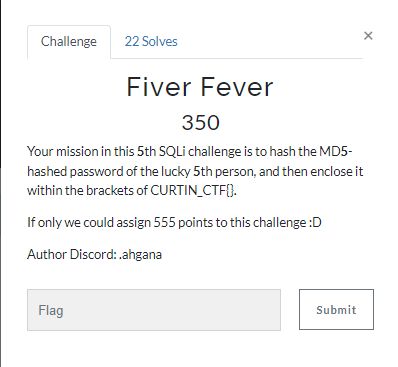 Challenge
22 Solves
×
Fiver Fever
350
Your mission in this 5th SQLi challenge is to hash the MD5-
hashed password of the lucky 5th person, and then enclose it
within the brackets of CURTIN_CTF{}.
If only we could assign 555 points to this challenge :D
Author Discord: .ahgana
Flag
Submit